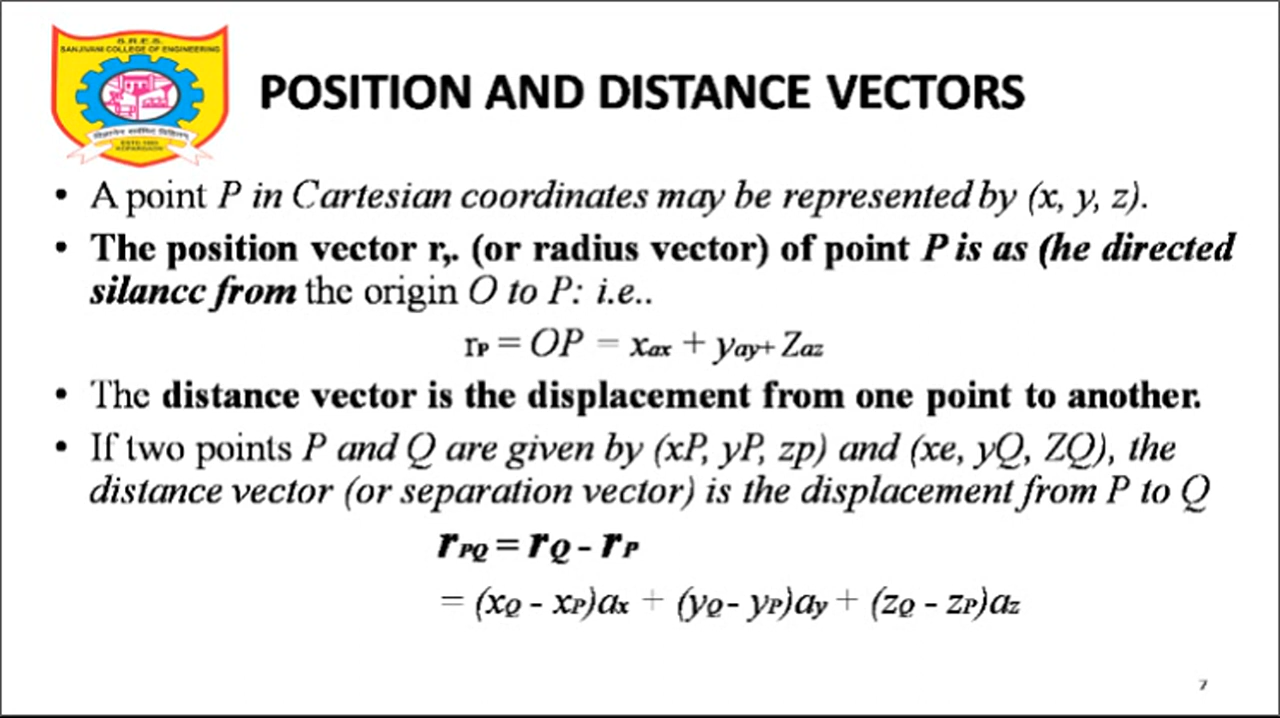 S.R.E.S.
SANJIVANI COLLEGE OF ENGINEERING
POSITION AND DISTANCE VECTORS
• A point P in Cartesian coordinates may be represented by (x, y, z).
• The position vector r,. (or radius vector) of point P is as (he directed
silancc from the origin O to P: i.e..
rP = OP = xax + yay+ Zaz
• The distance vector is the displacement from one point to another.
• If two points P and Q are given by (xP, yP, zp) and (xe, yQ, ZQ), the
distance vector (or separation vector) is the displacement from P to Q
rPQ = rQ - rP
= (xQ - xP)ax + (yQ- yP)ay + (zQ - zP)az
7